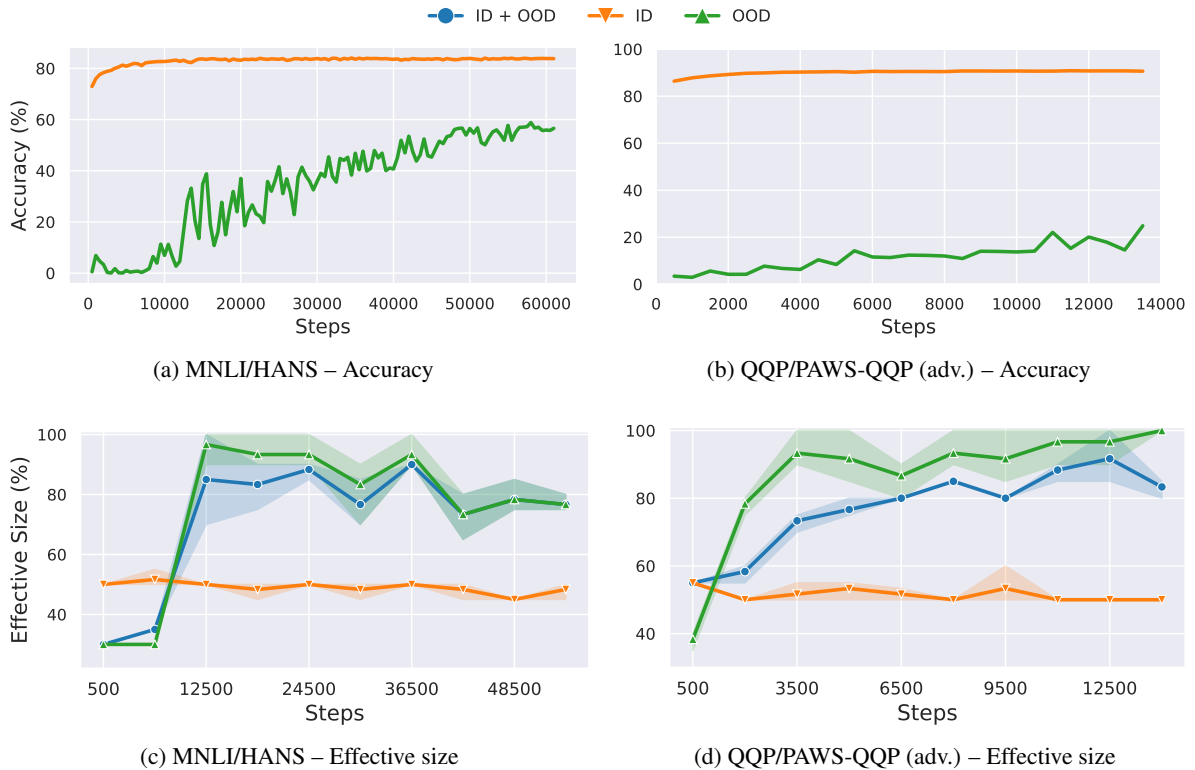 ID + OOD ID OOD
80
60
40
20
0
Accuracy (%)
0 10000 20000 30000 40000 50000 60000
Steps
(a) MNLI/HANS – Accuracy
100
80
60
40
20
0
0 2000 4000 6000 8000 10000 12000 14000
Steps
(b) QQP/PAWS-QQP (adv.) – Accuracy
100
80
60
40
Effective Size (%)
500 12500 24500 36500 48500
Steps
(c) MNLI/HANS – Effective size
100
80
60
40
500 3500 6500 9500 12500
Steps
(d) QQP/PAWS-QQP (adv.) – Effective size